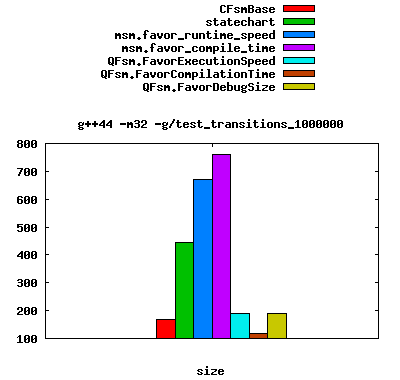 CFsmBase
statechart
msm.favor_runtime_speed
msm.favor_compile_time
QFsm.FavorExecutionSpeed
QFsm.FavorCompilationTime
QFsm.FavorDebugSize
g++44 -m32 -g/test_transitions_1000000
800
700
600
500
400
300
200
100
size